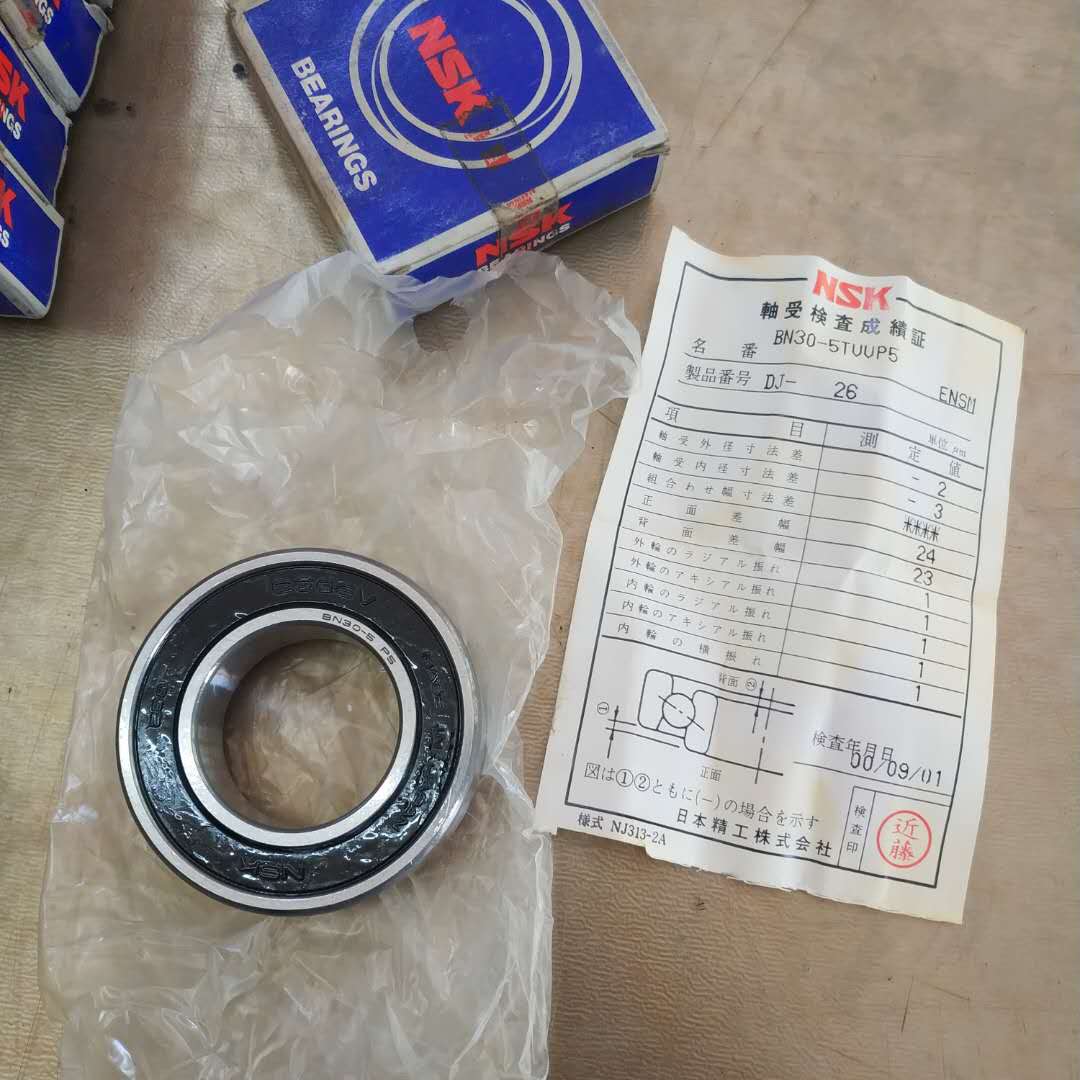 NSK
BEARINGS
NSK
BEARINGS
NSK
NSK
BN30-5 P5
NSK
NSK
軸受検査成績証
名番 BN30-5TUUP5
製品番号 DJ- 26 ENSM
項目 測定値 単位μm
軸受外径寸法差 - 2
軸受内径寸法差 - 3
組合わせ幅寸法差 ****
正面差幅 24
背面差幅 23
外輪のラジアル振れ 1
外輪のアキシアル振れ 1
内輪のラジアル振れ 1
内輪のアキシアル振れ 1
内輪の横振れ 1
背面 ②
①
正面
検査年月日
00/09/01
図は①②ともに(-)の場合を示す
日本精工株式会社
様式 NJ313-2A
検査印
近藤